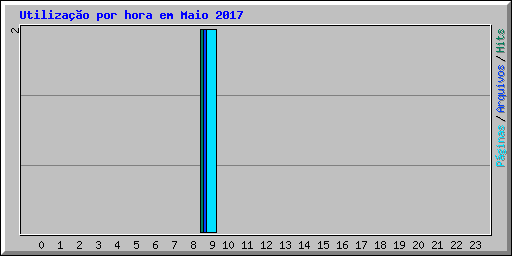 Utilização por hora em Maio 2017
2
Páginas / Arquivos / Hits
0 1 2 3 4 5 6 7 8 9 10 11 12 13 14 15 16 17 18 19 20 21 22 23